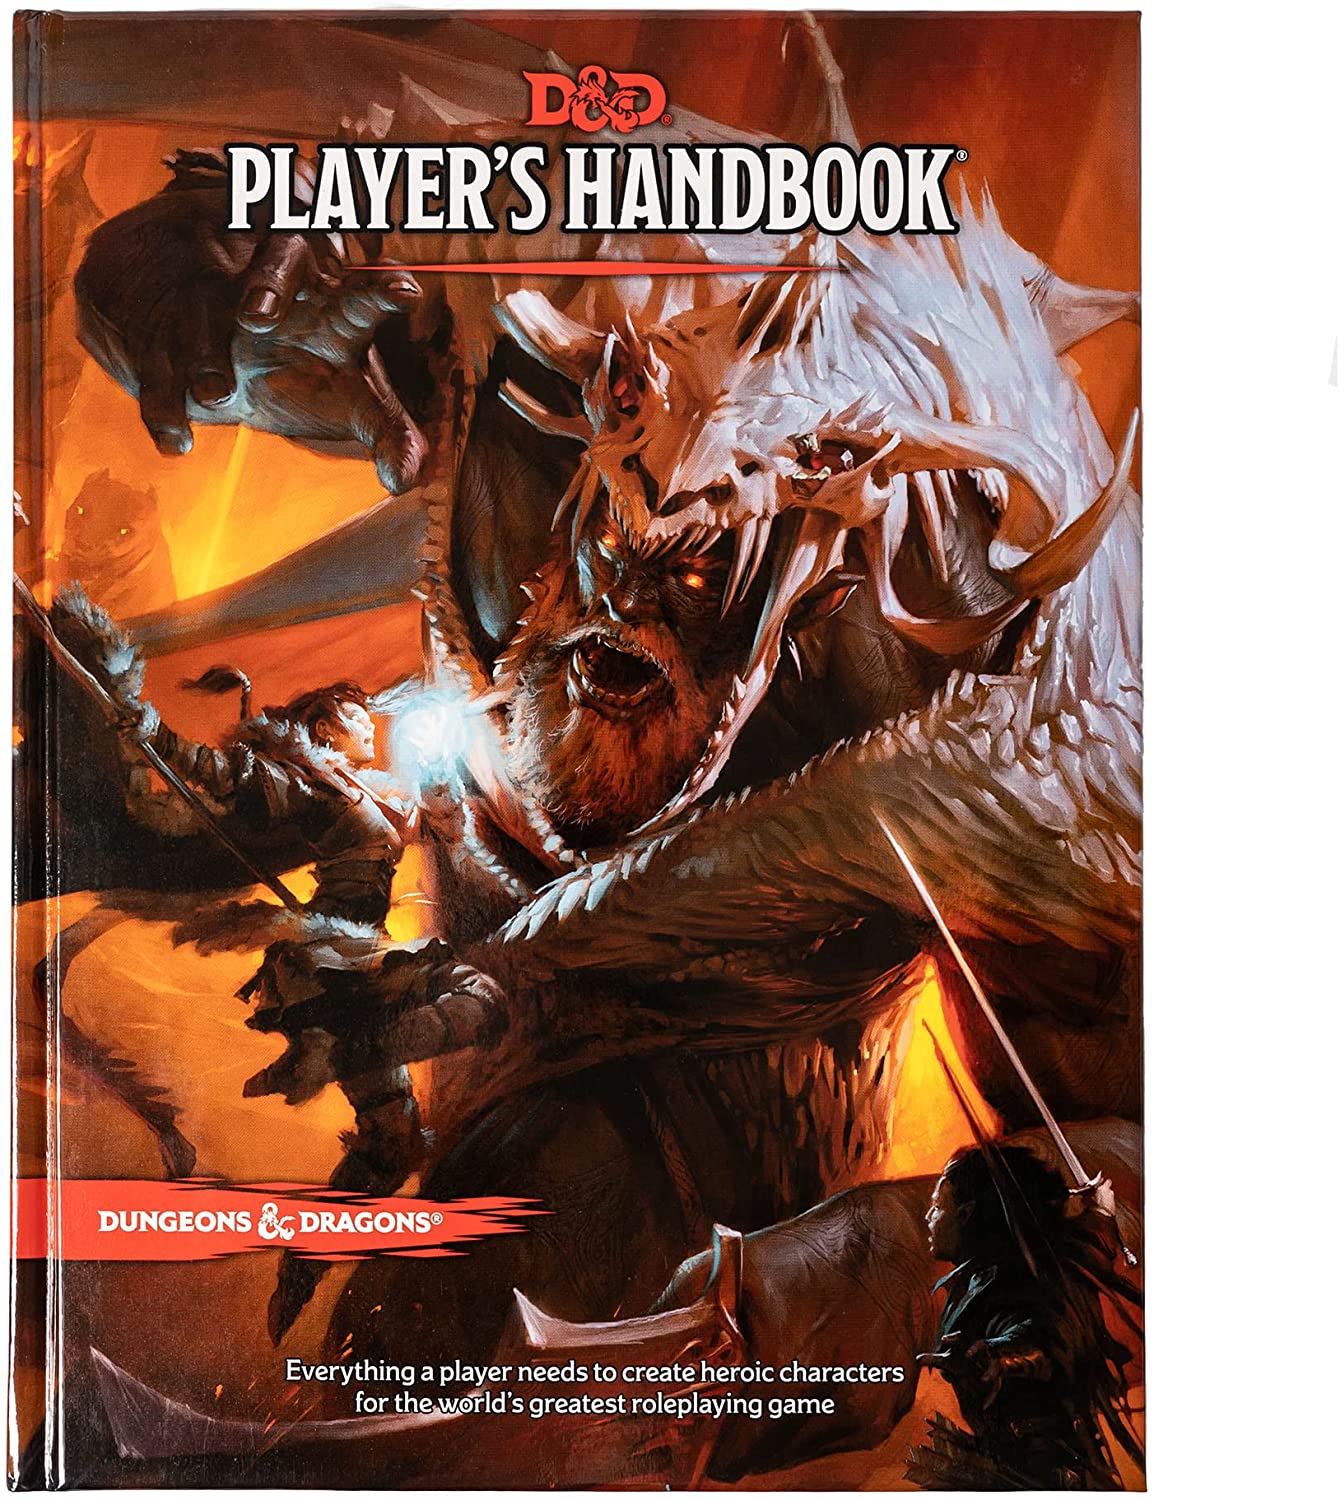 D&D®
PLAYER'S HANDBOOK®
DUNGEONS & DRAGONS®
Everything a player needs to create heroic characters
for the world's greatest roleplaying game